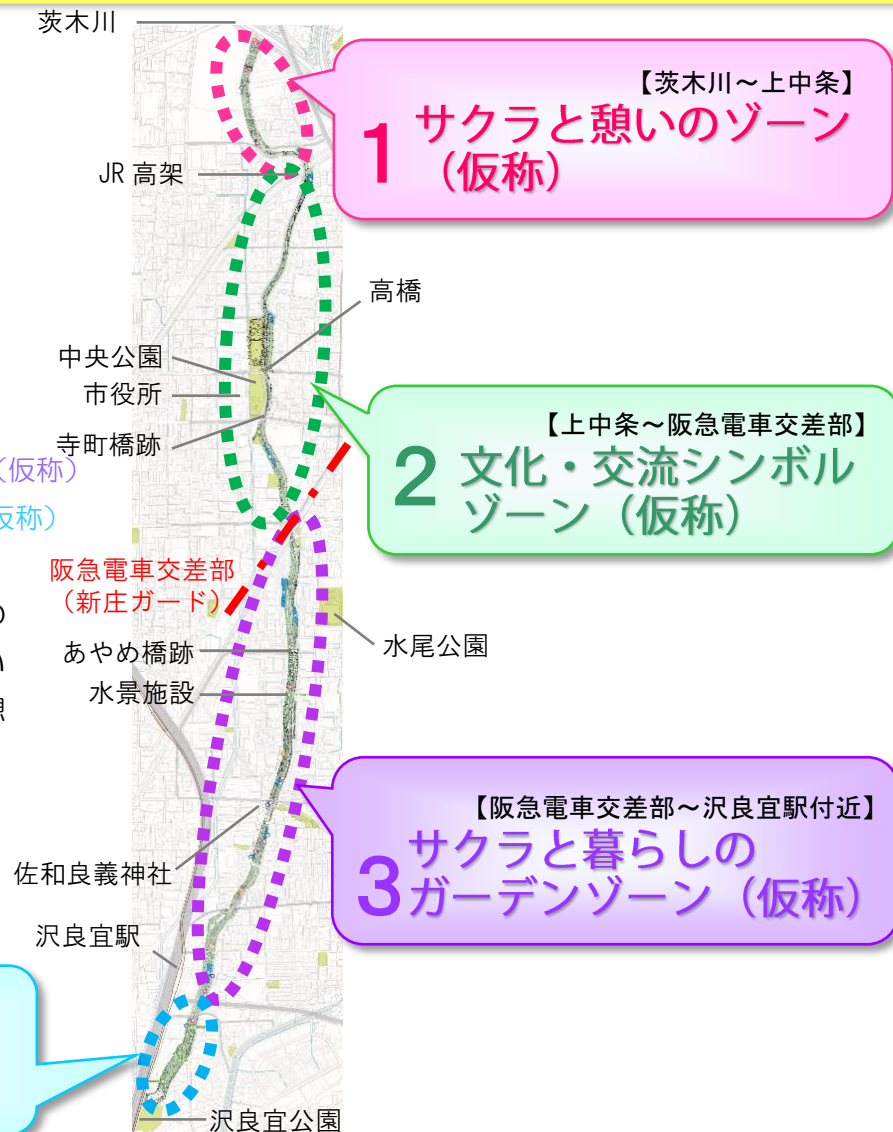 茨木川
【茨木川～上中条】
1 サクラと憩いのゾーン
（仮称）
JR 高架
高橋
中央公園
市役所
寺町橋跡
【上中条～阪急電車交差部】
2 文化・交流シンボル
ゾーン（仮称）
（仮称）
仮称）
阪急電車交差部
（新庄ガード）
の
い
水尾公園
あやめ橋跡
水景施設
【阪急電車交差部～沢良宜駅付近】
サクラと暮らしの
3 ガーデンゾーン（仮称）
佐和良義神社
沢良宜駅
沢良宜公園